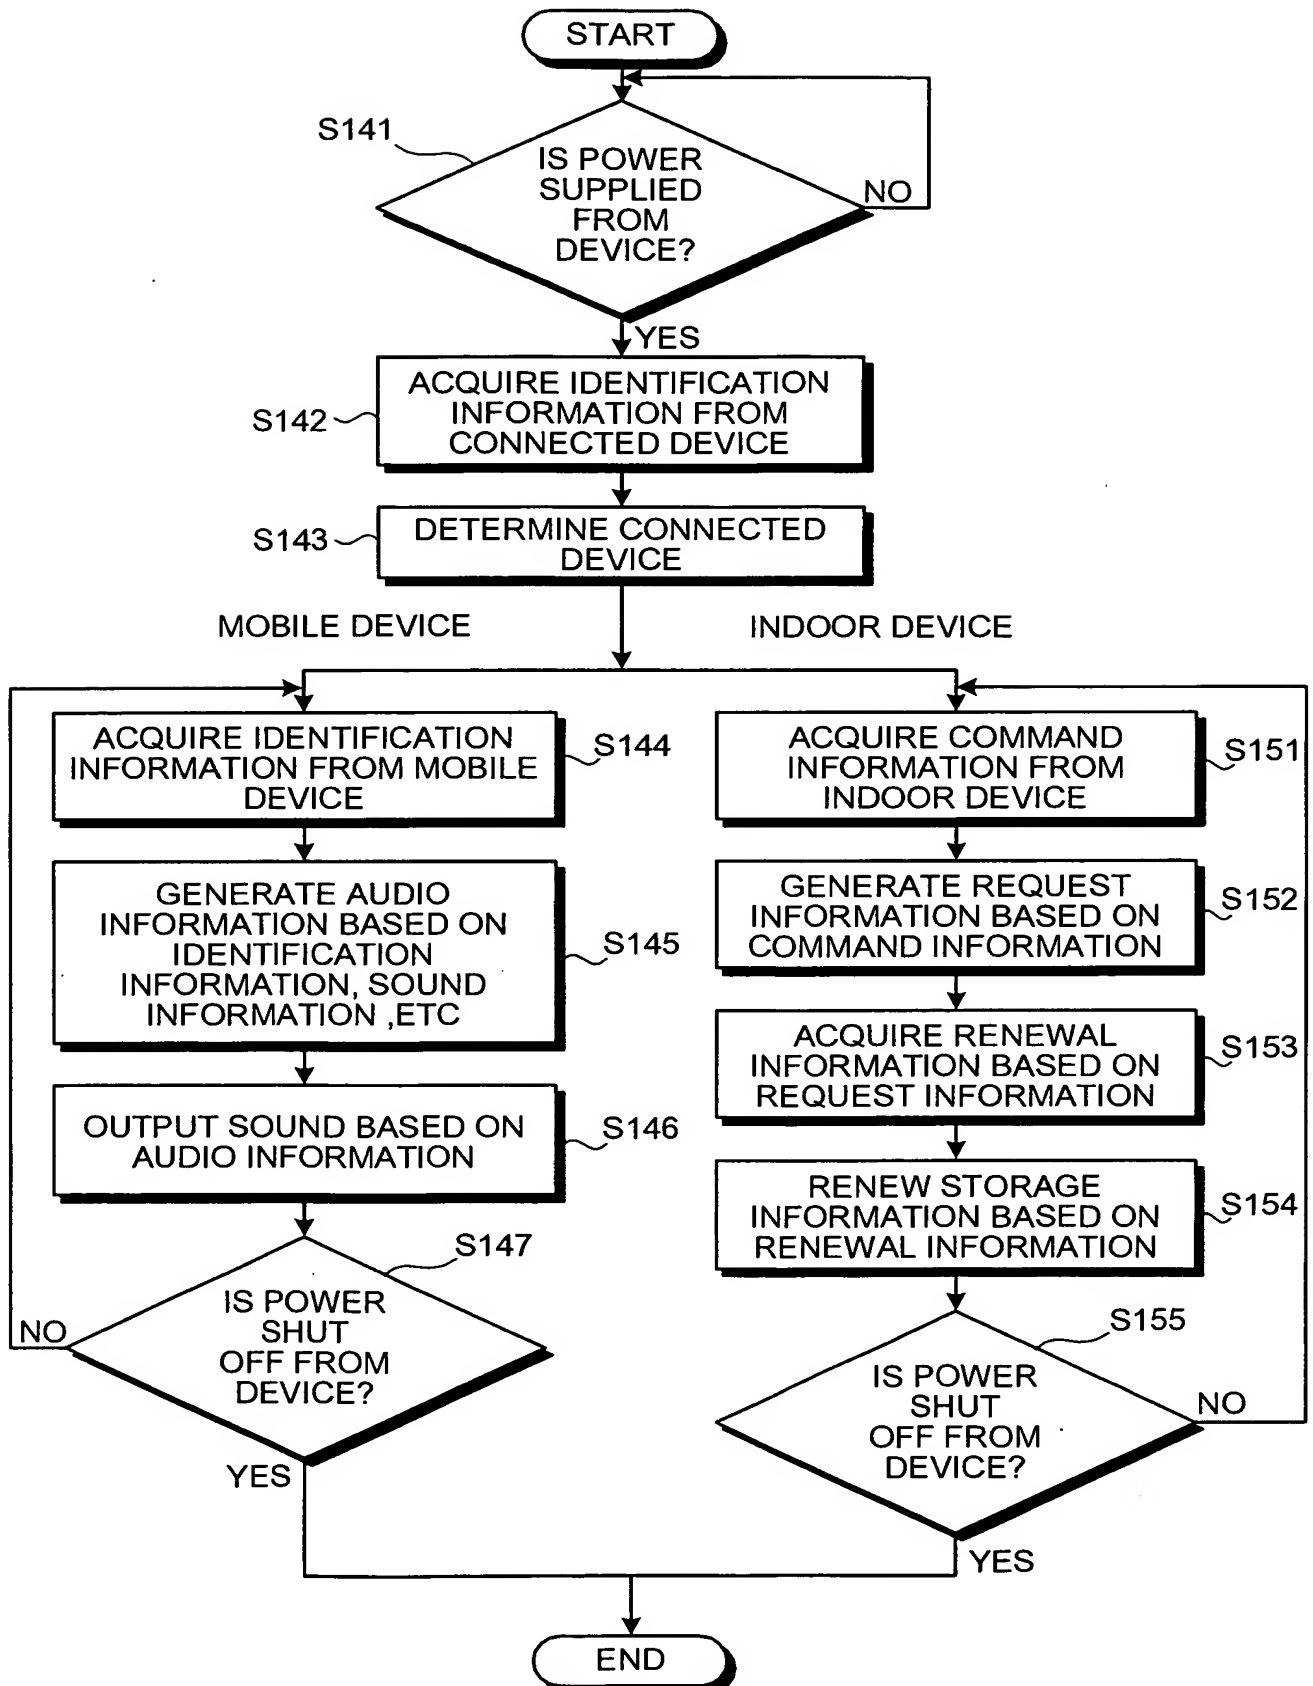 START
S141
IS POWER
SUPPLIED
FROM
DEVICE?
NO
YES
S142
ACQUIRE IDENTIFICATION
INFORMATION FROM
CONNECTED DEVICE
S143
DETERMINE CONNECTED
DEVICE
MOBILE DEVICE
INDOOR DEVICE
ACQUIRE IDENTIFICATION
INFORMATION FROM MOBILE
DEVICE
S144
GENERATE AUDIO
INFORMATION BASED ON
IDENTIFICATION
INFORMATION, SOUND
INFORMATION ,ETC
S145
OUTPUT SOUND BASED ON
AUDIO INFORMATION
S146
S147
IS POWER
SHUT
OFF FROM
DEVICE?
NO
YES
ACQUIRE COMMAND
INFORMATION FROM
INDOOR DEVICE
S151
GENERATE REQUEST
INFORMATION BASED ON
COMMAND INFORMATION
S152
ACQUIRE RENEWAL
INFORMATION BASED ON
REQUEST INFORMATION
S153
RENEW STORAGE
INFORMATION BASED ON
RENEWAL INFORMATION
S154
S155
IS POWER
SHUT
OFF FROM
DEVICE?
NO
YES
END